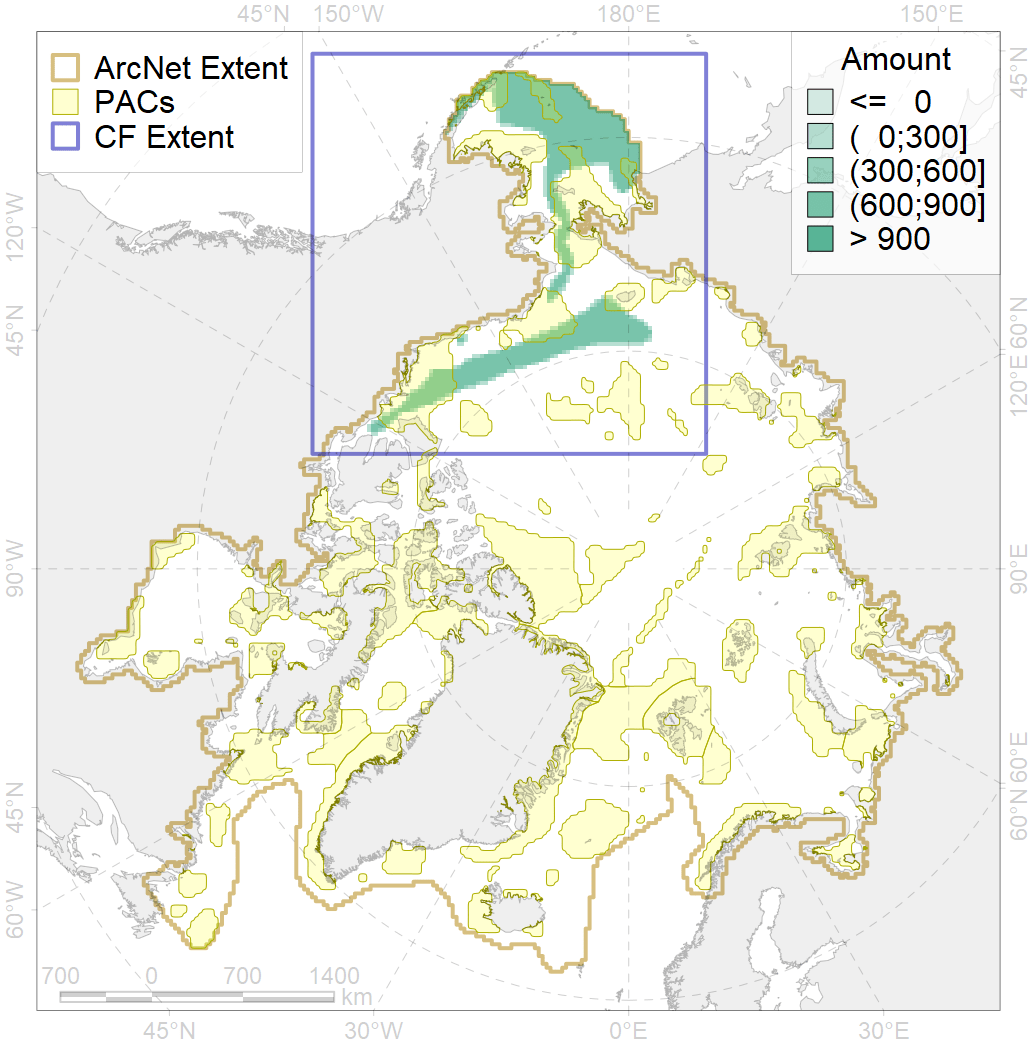 45°N 150°W 180°E 150°E
ArcNet Extent
PACs
CF Extent
Amount
<= 0
( 0;300]
(300;600]
(600;900]
> 900
45°N
120°W
45°N
90°W
45°N
60°W
60°N
120°E
90°E
60°E
60°N
700 0 700 1400
km
45°N 30°W 0°E 30°E